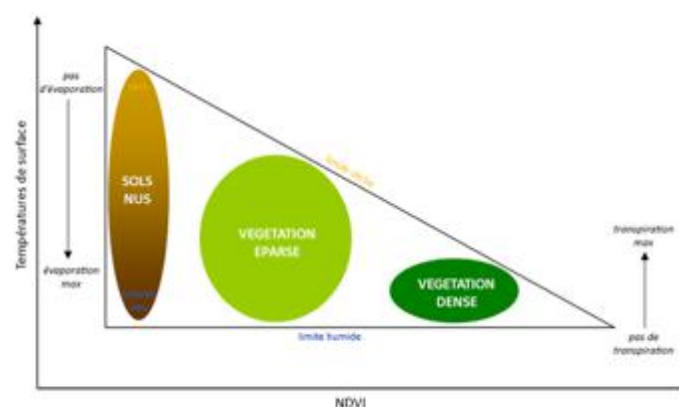 Températures de surface
pas
d'évaporation
évaporation
max
SOLS
NUS
VEGETATION
EPARSE
VEGETATION
DENSE
limite sèche
limite humide
transpiration
max
pas de
transpiration
NDVI